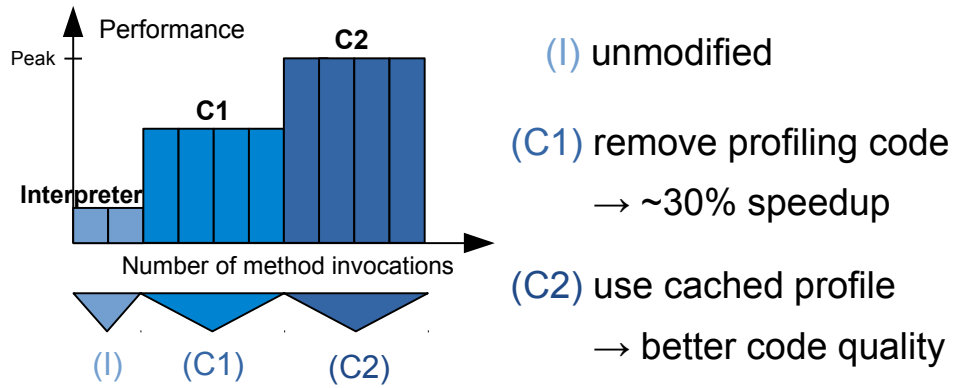 Performance
Peak
C2
C1
Interpreter
Number of method invocations
(I)
(C1)
(C2)
(I) unmodified
(C1) remove profiling code
→ ~30% speedup
(C2) use cached profile
→ better code quality